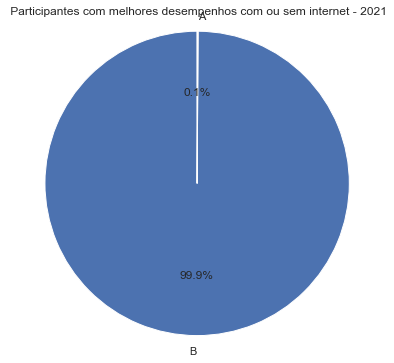 Participantes com melhores desempenhos com ou sem internet - 2021
A
0.1%
99.9%
B